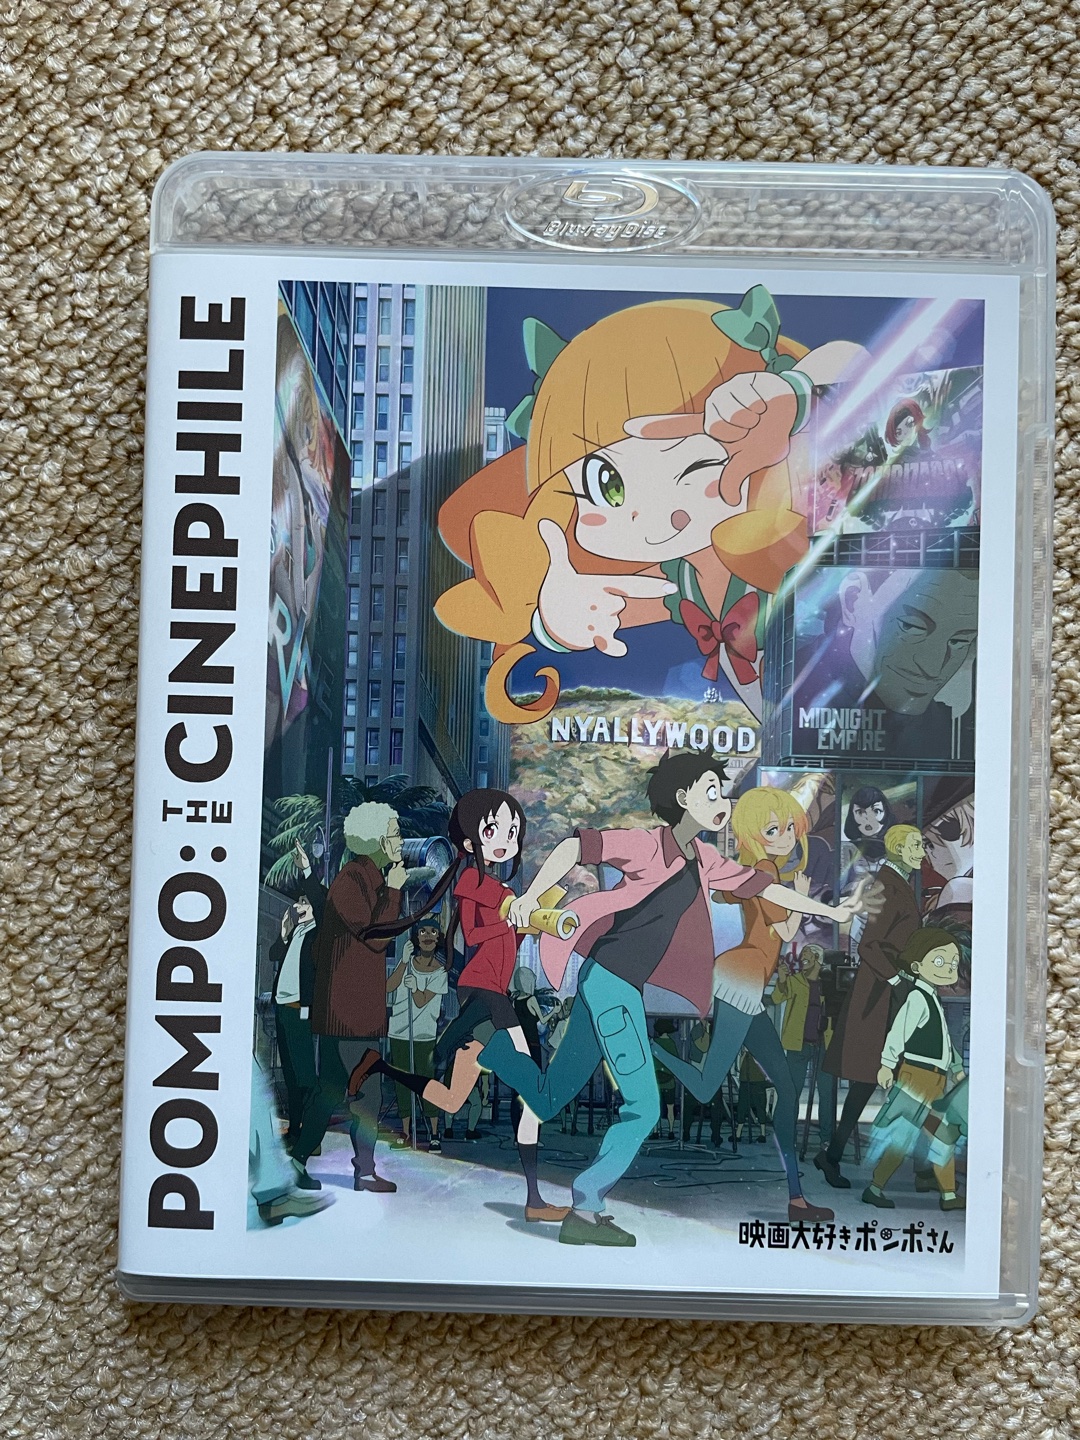 Blu-ray Disc
POMPO: THE CINEPHILE
NYALLYWOOD
MIDNIGHT
EMPIRE
映画大好きポンポさん